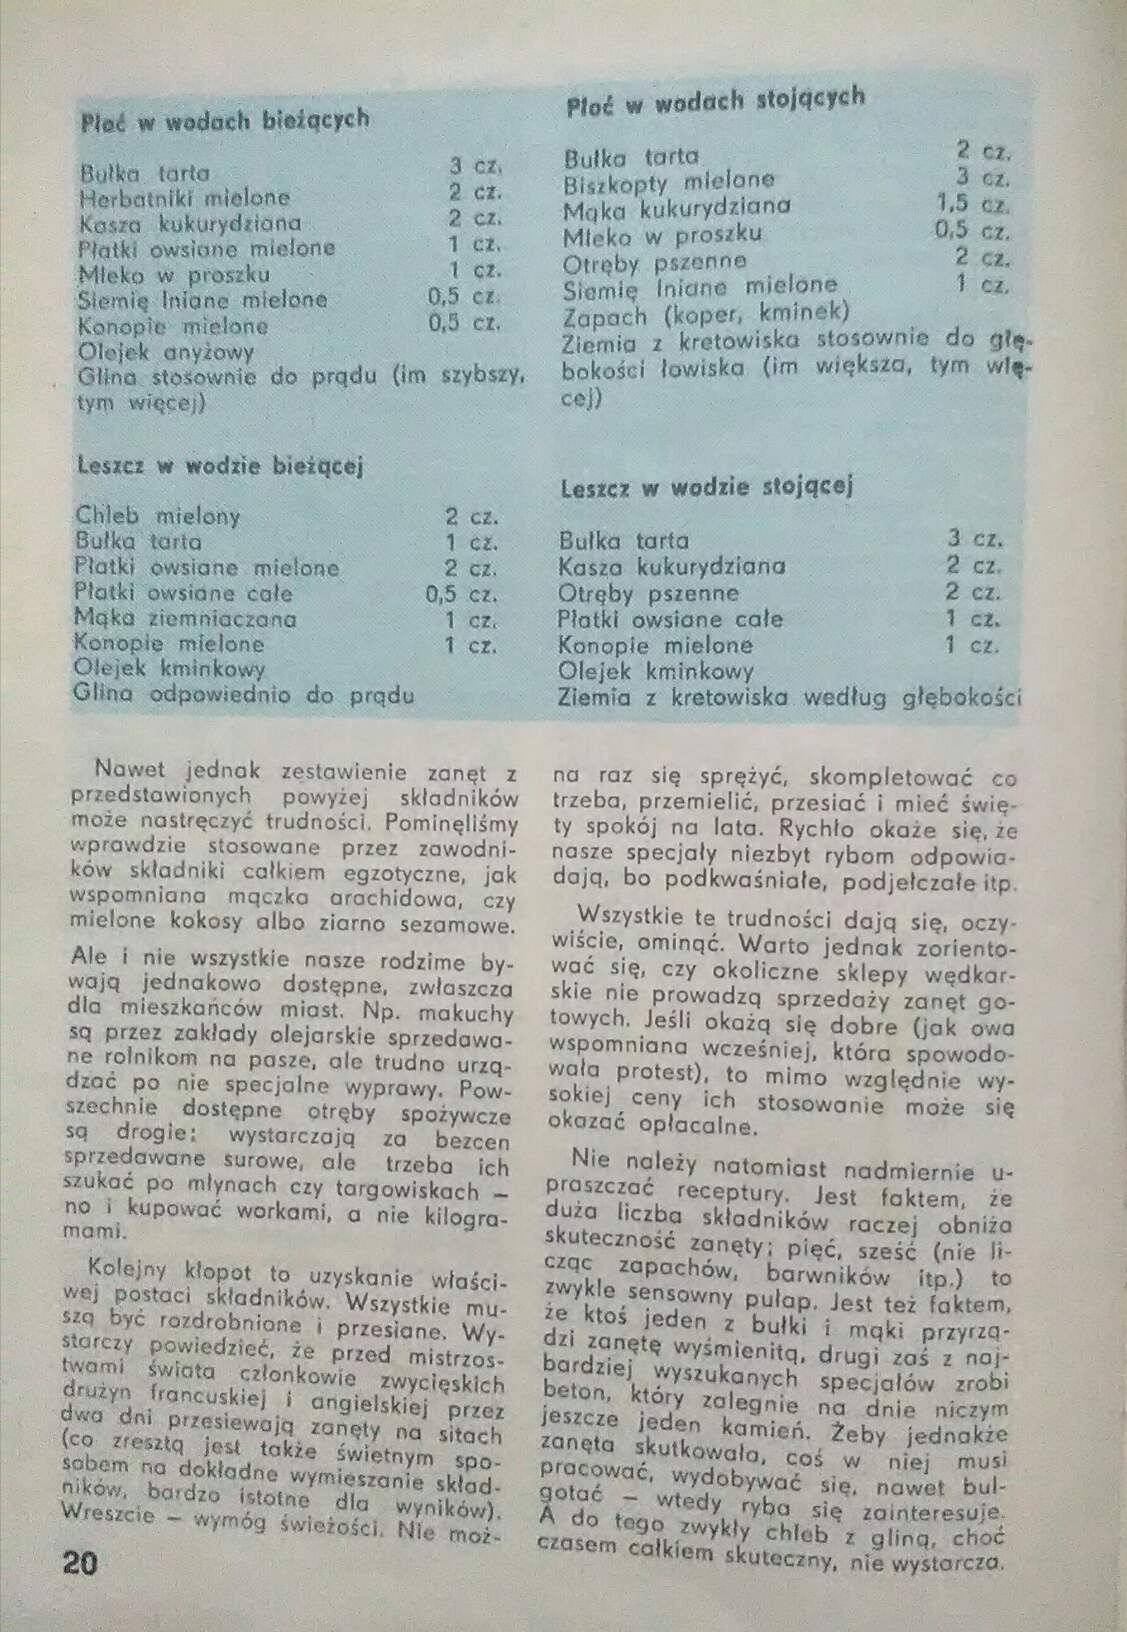 Płoć w wodach bieżących
Bułka tarta 3 cz.
Herbatniki mielone 2 cz.
Kasza kukurydziana 2 cz.
Płatki owsiane mielone 1 cz.
Mleko w proszku 1 cz.
Siemię lniane mielone 0,5 cz.
Konopie mielone 0,5 cz.
Olejek anyżowy
Glina stosownie do prądu (im szybszy,
tym więcej)
Leszcz w wodzie bieżącej
Chleb mielony 2 cz.
Bułka tarta 1 cz.
Płatki owsiane mielone 2 cz.
Płatki owsiane całe 0,5 cz.
Mąka ziemniaczana 1 cz.
Konopie mielone 1 cz.
Olejek kminkowy
Glina odpowiednio do prądu
Płoć w wodach stojących
Bułka tarta 2 cz.
Biszkopty mielone 3 cz.
Mąka kukurydziana 1,5 cz.
Mleko w proszku 0,5 cz.
Otręby pszenne 2 cz.
Siemię lniane mielone 1 cz.
Zapach (koper, kminek)
Ziemia z kretowiska stosownie do głę-
bokości łowiska (im większa, tym wię-
cej)
Leszcz w wodzie stojącej
Bułka tarta 3 cz.
Kasza kukurydziana 2 cz.
Otręby pszenne 2 cz.
Płatki owsiane całe 1 cz.
Konopie mielone 1 cz.
Olejek kminkowy
Ziemia z kretowiska według głębokości
Nawet jednak zestawienie zanęt z
przedstawionych powyżej składników
może nastręczyć trudności. Pominęliśmy
wprawdzie stosowane przez zawodni-
ków składniki całkiem egzotyczne, jak
wspomniana mączka arachidowa, czy
mielone kokosy albo ziarno sezamowe.
Ale i nie wszystkie nasze rodzime by-
wają jednakowo dostępne, zwłaszcza
dla mieszkańców miast. Np. makuchy
są przez zakłady olejarskie sprzedawa-
ne rolnikom na pasze, ale trudno urzą-
dzać po nie specjalne wyprawy. Pow-
szechnie dostępne otręby spożywcze
są drogie; wystarczają za bezcen
sprzedawane surowe, ale trzeba ich
szukać po młynach czy targowiskach —
no i kupować workami, a nie kilogra-
mami.
Kolejny kłopot to uzyskanie właści-
wej postaci składników. Wszystkie mu-
szą być rozdrobnione i przesiane. Wy-
starczy powiedzieć, że przed mistrzos-
twami świata członkowie zwycięskich
drużyn francuskiej i angielskiej przez
dwa dni przesiewają zanęty na sitach
(co zresztą jest także świetnym spo-
sobem na dokładne wymieszanie skład-
ników, bardzo istotne dla wyników).
Wreszcie — wymóg świeżości. Nie moż-
20
na raz się sprężyć, skompletować co
trzeba, przemielić, przesiać i mieć świę-
ty spokój na lata. Rychło okaże się, że
nasze specjały niezbyt rybom odpowia-
dają, bo podkwaśniałe, podjełczałe itp.
Wszystkie te trudności dają się, oczy-
wiście, ominąć. Warto jednak zoriento-
wać się, czy okoliczne sklepy wędkar-
skie nie prowadzą sprzedaży zanęt go-
towych. Jeśli okażą się dobre (jak owa
wspomniana wcześniej, która spowodo-
wała protest), to mimo względnie wy-
sokiej ceny ich stosowanie może się
okazać opłacalne.
Nie należy natomiast nadmiernie u-
praszczać receptury. Jest faktem, że
duża liczba składników raczej obniża
skuteczność zanęty; pięć, sześć (nie li-
cząc zapachów, barwników itp.) to
zwykle sensowny pułap. Jest też faktem,
że ktoś jeden z bułki i mąki przyrzą-
dzi zanętę wyśmienitą, drugi zaś z naj-
bardziej wyszukanych specjałów zrobi
beton, który zalegnie na dnie niczym
jeszcze jeden kamień. Żeby jednakże
zanęta skutkowała, coś w niej musi
pracować, wydobywać się, nawet bul-
gotać — wtedy ryba się zainteresuje.
A do tego zwykły chleb z gliną, choć
czasem całkiem skuteczny, nie wystarcza.